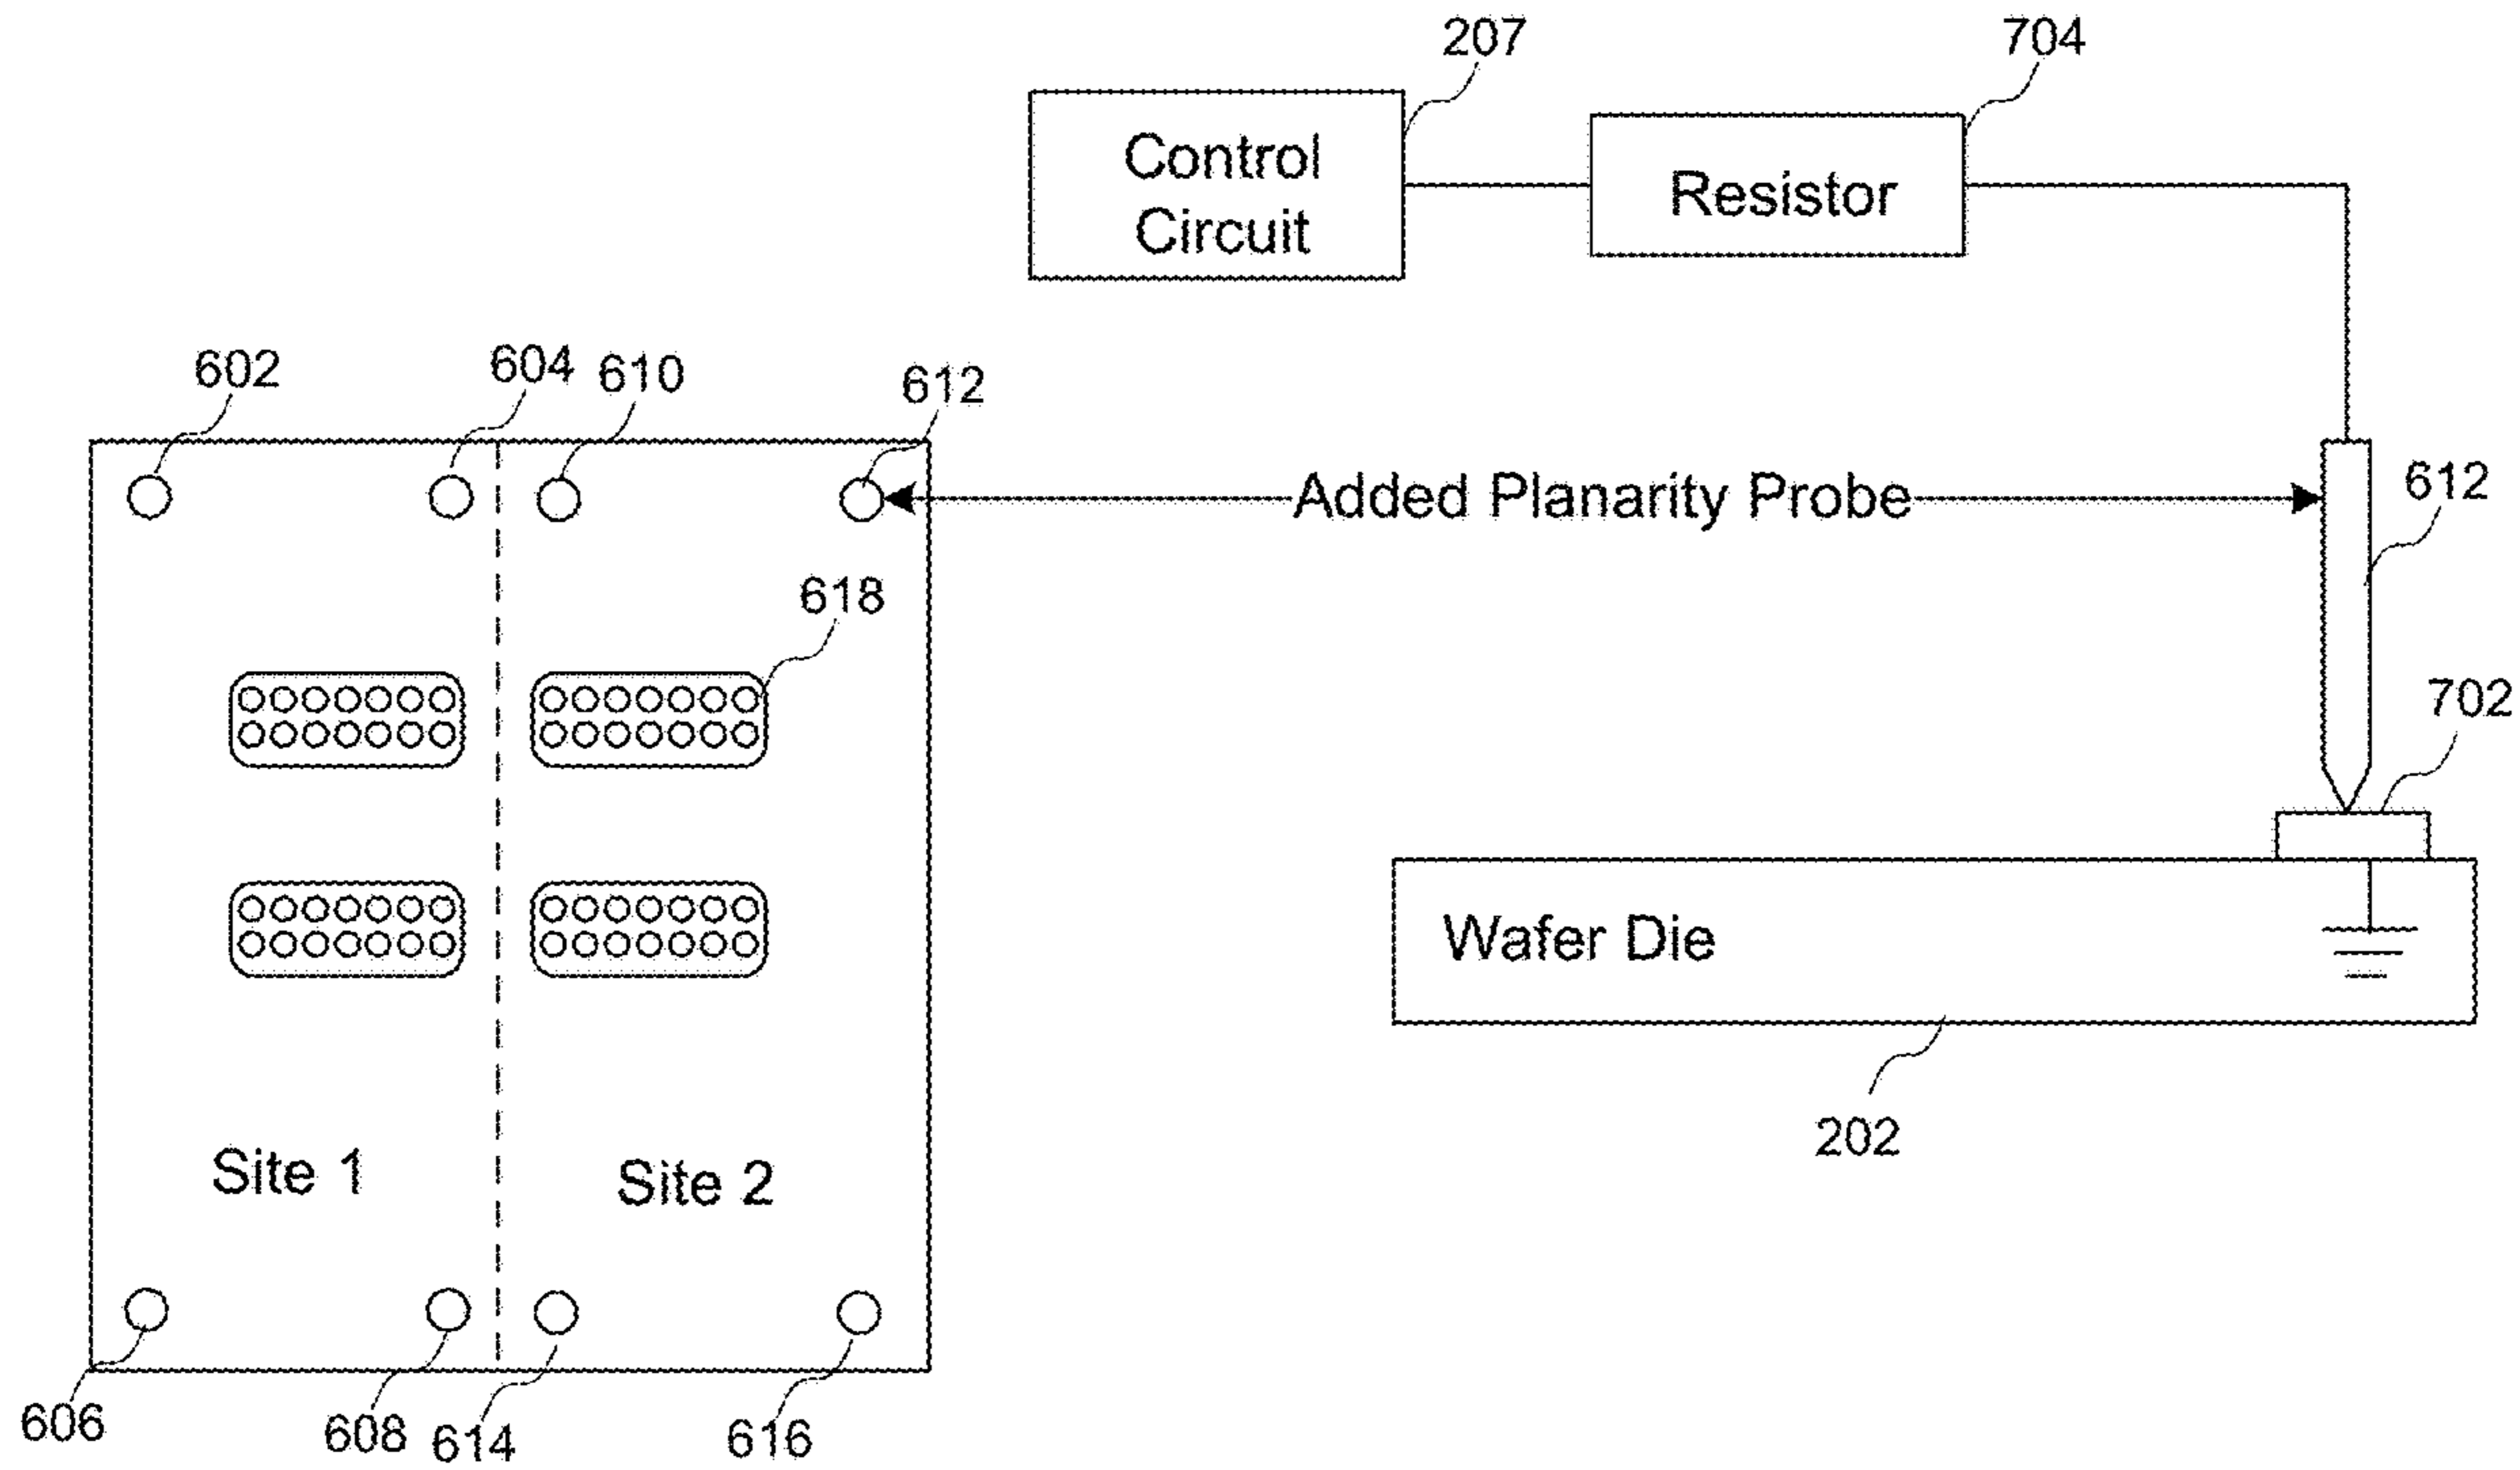 207
704
Control
Circuit
Resistor
602
604
610
612
Added Planarity Probe
612
618
702
Wafer Die
202
Site 1
Site 2
606
608
614
616